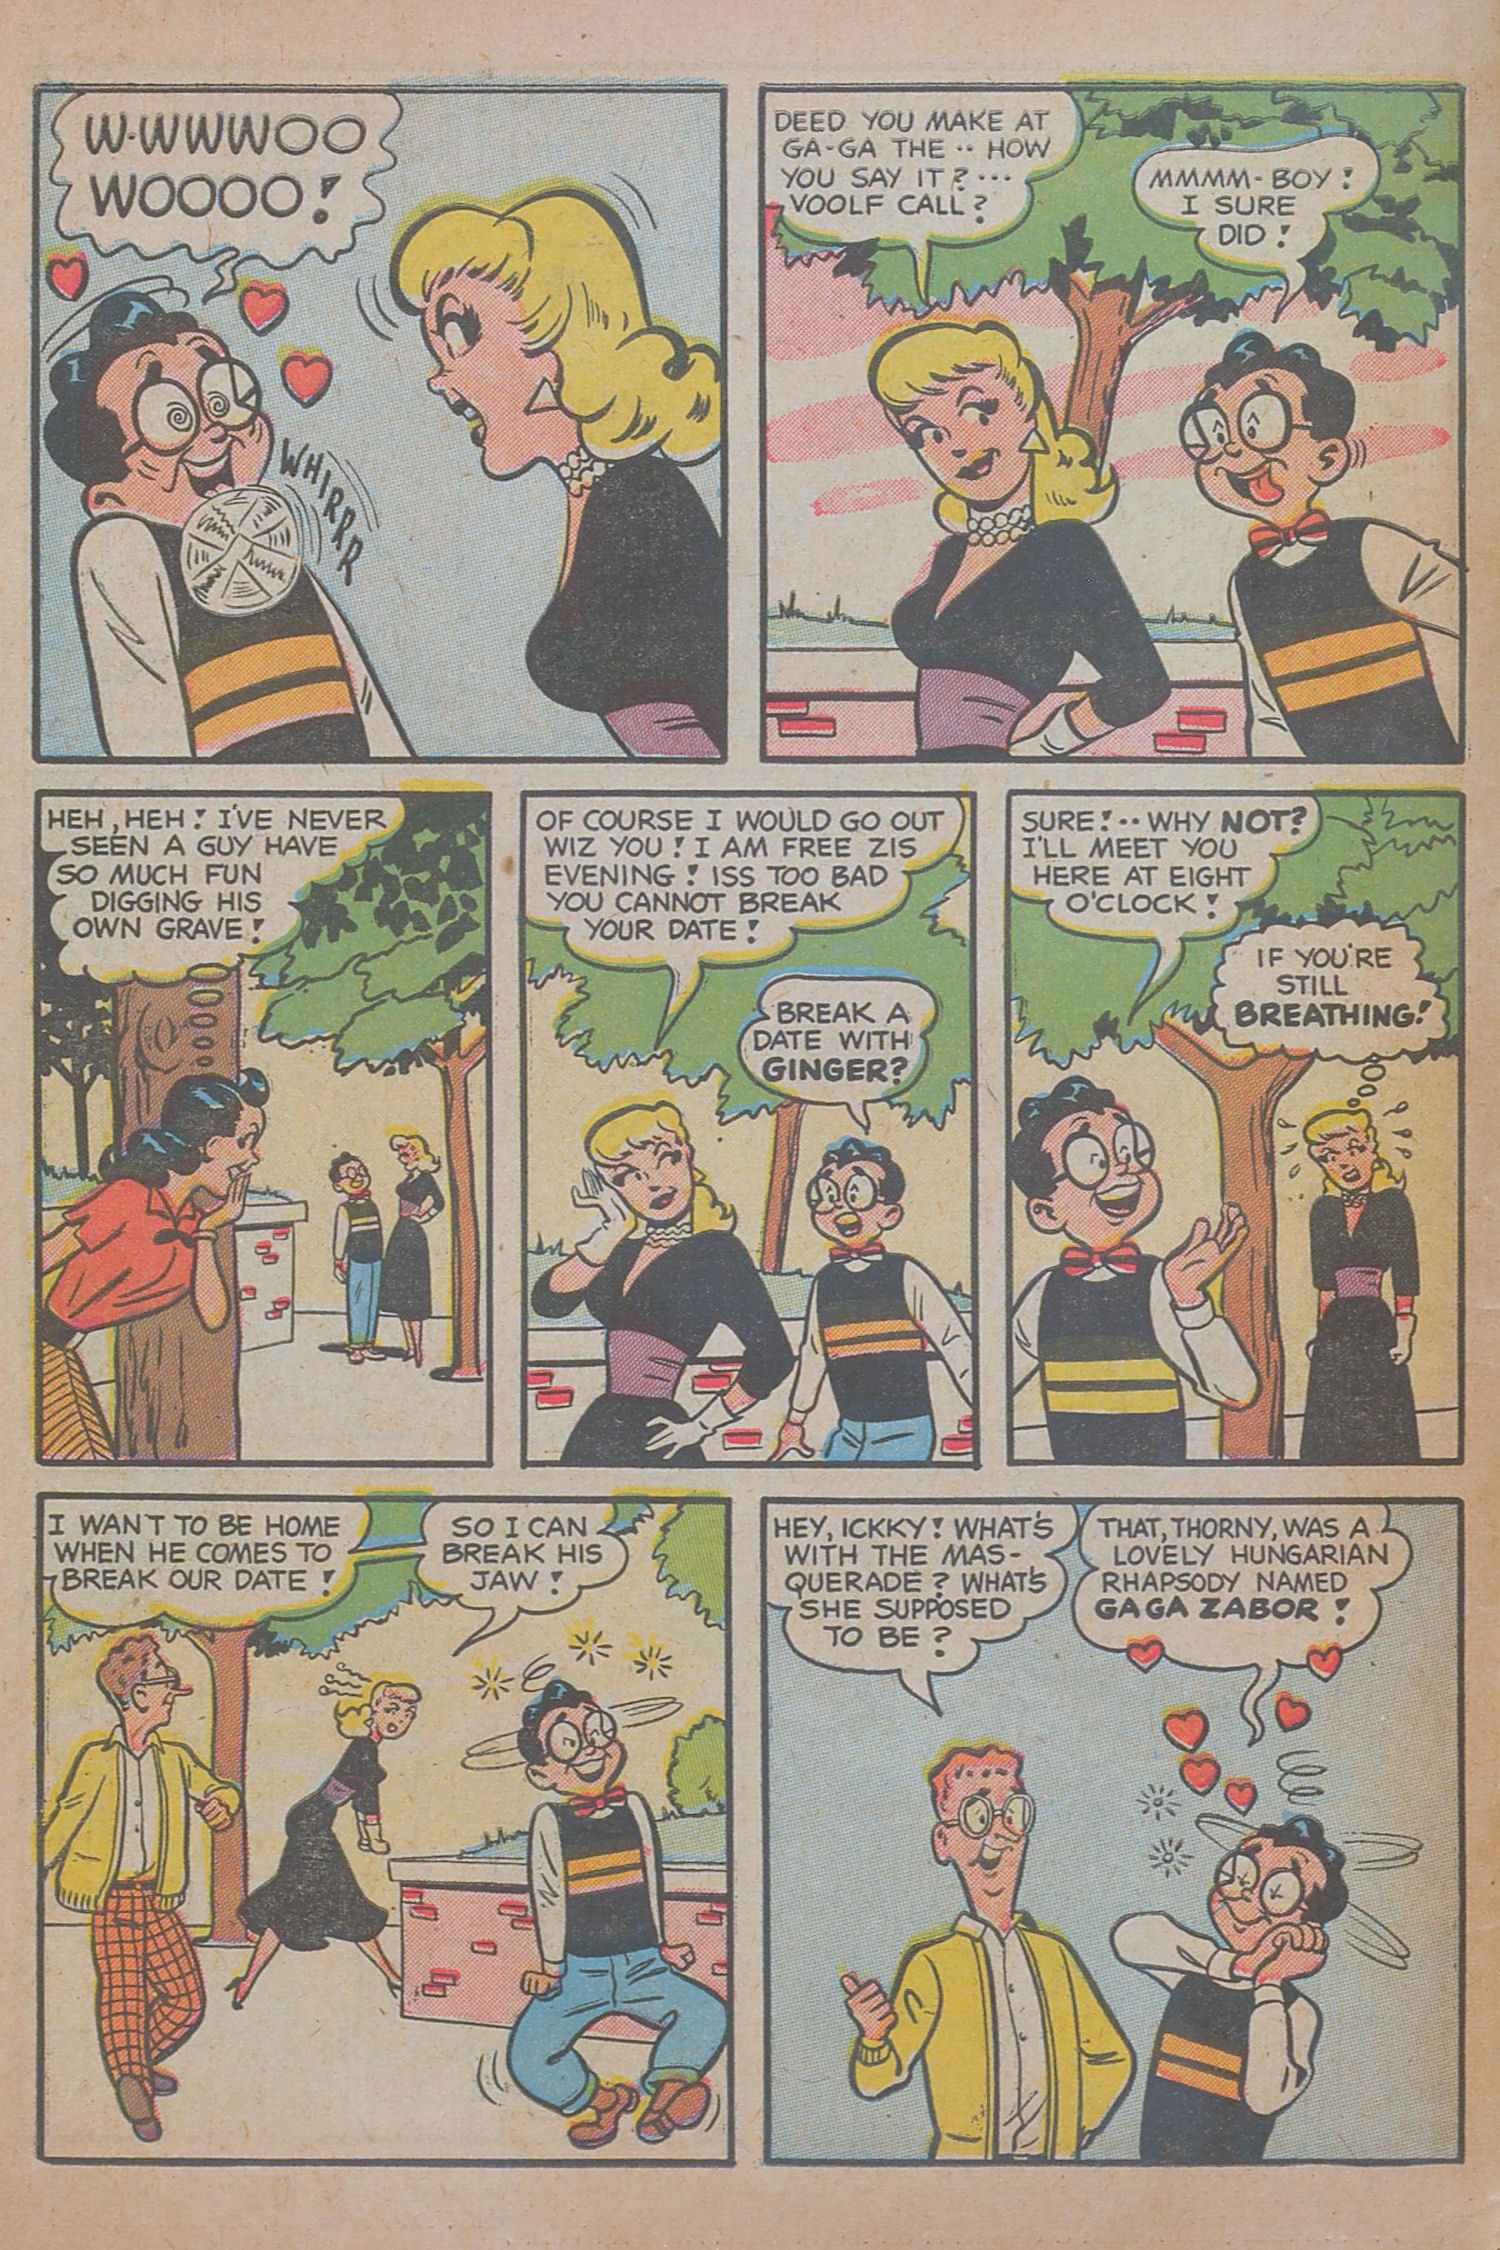 W-WWWOO
WOOOO!
WHIRRR
DEED YOU MAKE AT
GA-GA THE ·· HOW
YOU SAY IT? ···
VOOLF CALL?
MMMM-BOY!
I SURE
DID!
HEH, HEH! I'VE NEVER
SEEN A GUY HAVE
SO MUCH FUN
DIGGING HIS
OWN GRAVE!
OF COURSE I WOULD GO OUT
WIZ YOU! I AM FREE ZIS
EVENING! ISS TOO BAD
YOU CANNOT BREAK
YOUR DATE!
BREAK A
DATE WITH
GINGER?
SURE! ·· WHY NOT?
I'LL MEET YOU
HERE AT EIGHT
O'CLOCK!
IF YOU'RE
STILL
BREATHING!
I WANT TO BE HOME
WHEN HE COMES TO
BREAK OUR DATE!
SO I CAN
BREAK HIS
JAW!
HEY, ICKKY! WHAT'S
WITH THE MAS-
QUERADE? WHAT'S
SHE SUPPOSED
TO BE?
THAT, THORNY, WAS A
LOVELY HUNGARIAN
RHAPSODY NAMED
GAGA ZABOR!